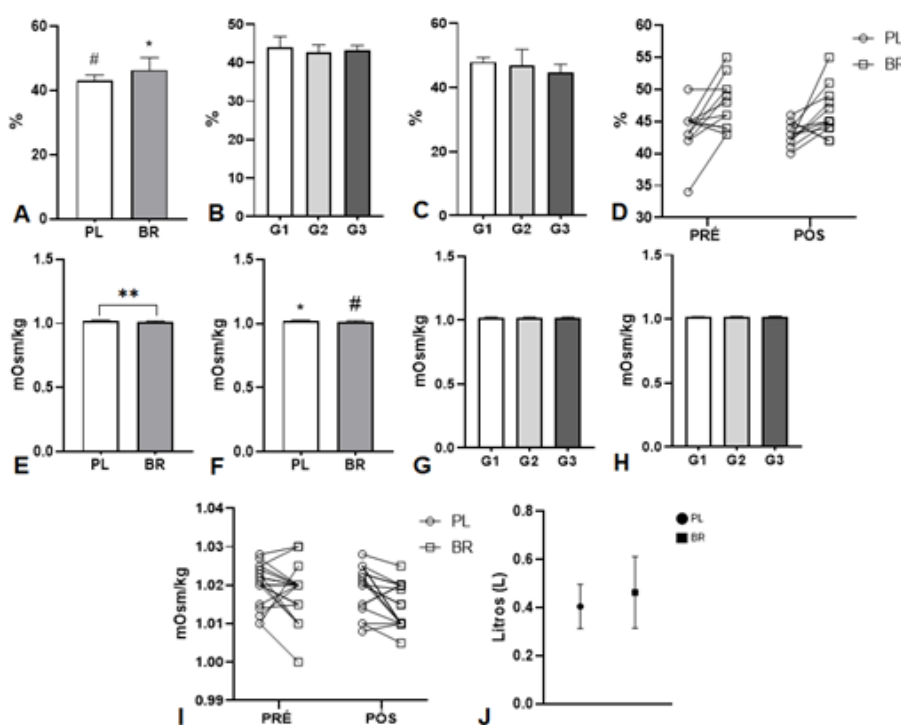 60
40
20
0
%
#
*
PL
BR
A
50
40
30
20
10
0
%
G1
G2
G3
B
60
40
20
0
%
G1
G2
G3
C
60
55
50
45
40
35
30
%
PL
BR
PRÉ
PÓS
D
1.5
1.0
0.5
0.0
mOsm/kg
**
PL
BR
E
1.5
1.0
0.5
0.0
mOsm/kg
*
#
PL
BR
F
1.5
1.0
0.5
0.0
mOsm/kg
G1
G2
G3
G
1.5
1.0
0.5
0.0
mOsm/kg
G1
G2
G3
H
1.04
1.03
1.02
1.01
1.00
0.99
mOsm/kg
PL
BR
PRÉ
PÓS
I
0.8
0.6
0.4
0.2
0.0
Litros (L)
PL
BR
J